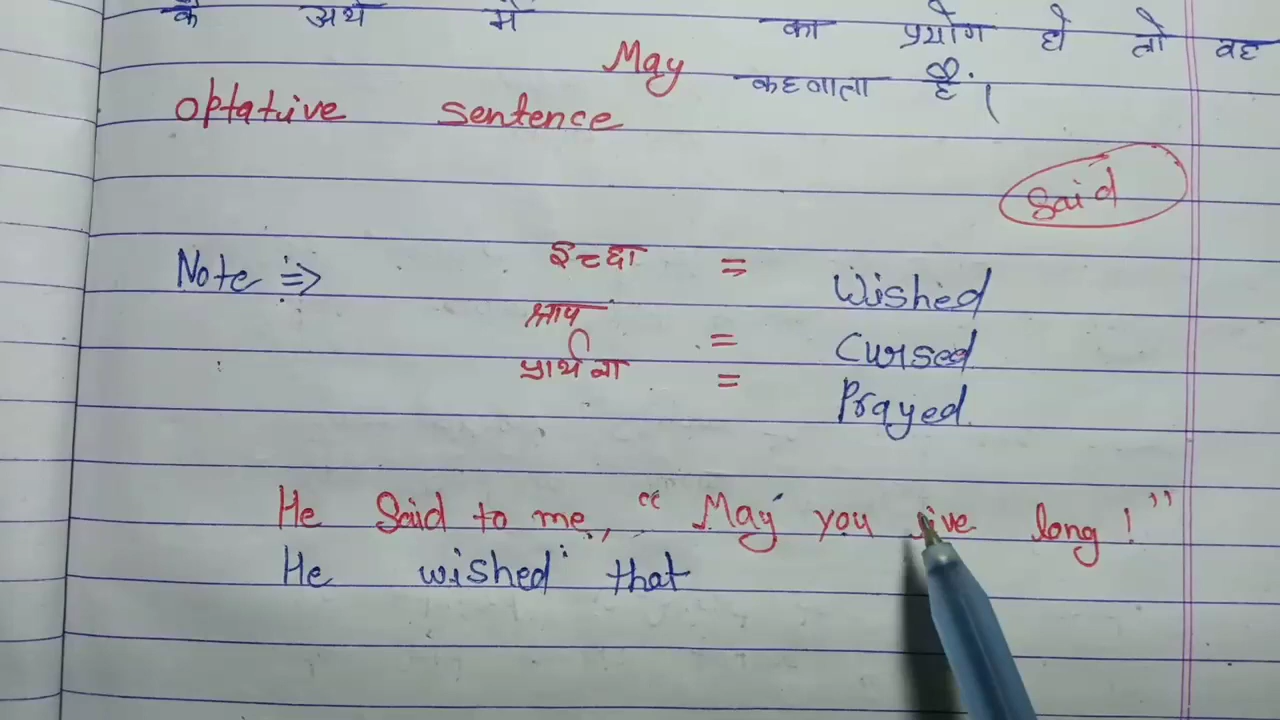 के अर्थ में का प्रयोग हो तो वह
May कहलाता है।
optative sentence
Said
Note ⇒ इच्छा = Wished
श्राप = Cursed
प्रार्थना = Prayed
He Said to me, “May you live long!”
He wished that